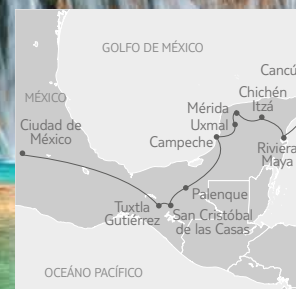 GOLFO DE MÉXICO
Cancú
Chichén
Itzá
MÉXICO
Mérida
Uxmal
Ciudad de
México
Campeche
Riviera
Maya
Palenque
Tuxtla
Gutiérrez
San Cristóbal
de las Casas
OCEÁNO PACÍFICO